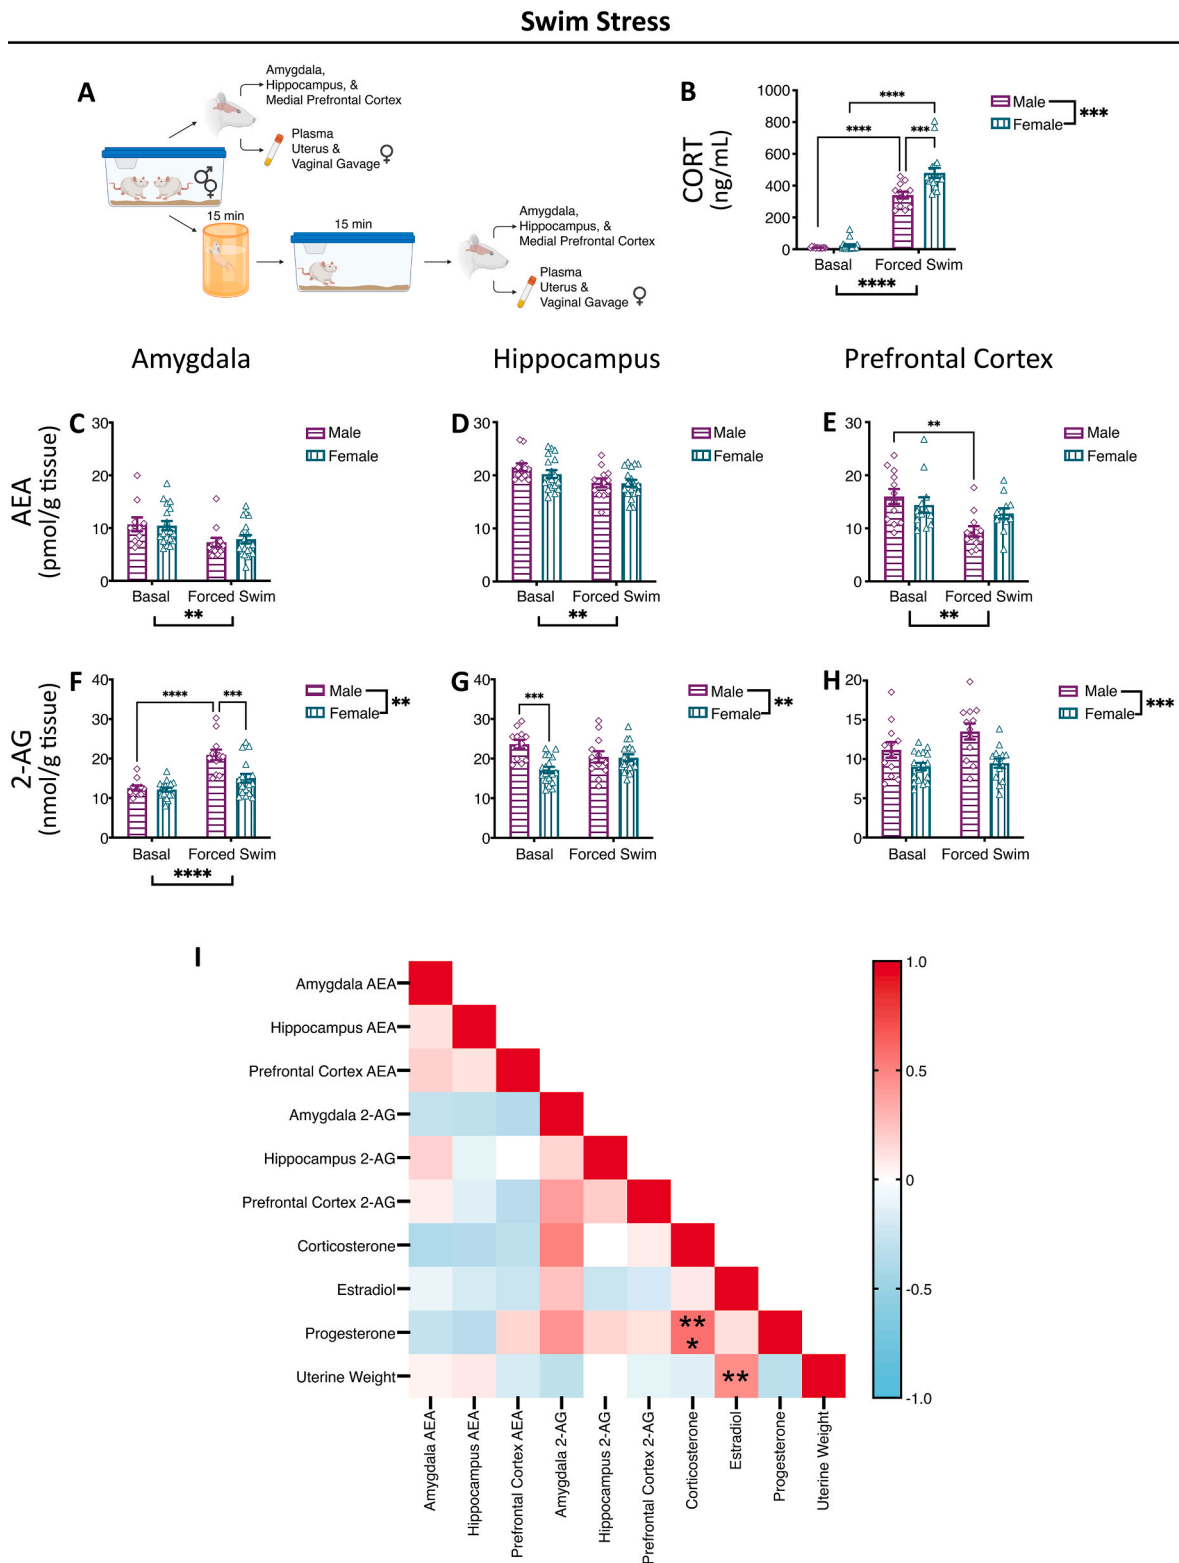 Swim Stress
A
Amygdala,
Hippocampus, &
Medial Prefrontal Cortex
Plasma
Uterus &
Vaginal Gavage ♀
15 min
15 min
Amygdala,
Hippocampus, &
Medial Prefrontal Cortex
Plasma
Uterus &
Vaginal Gavage ♀
B
CORT
(ng/mL)
1000
800
600
400
200
0
****
****
***
Male
Female
***
Basal
Forced Swim
****
Amygdala
Hippocampus
Prefrontal Cortex
AEA
(pmol/g tissue)
C
30
20
10
0
Male
Female
Basal
Forced Swim
**
D
30
20
10
0
Male
Female
Basal
Forced Swim
**
E
30
20
10
0
**
Male
Female
Basal
Forced Swim
**
2-AG
(nmol/g tissue)
F
40
30
20
10
0
****
***
Male
Female
**
Basal
Forced Swim
****
G
40
30
20
10
0
***
Male
Female
**
Basal
Forced Swim
H
20
15
10
5
0
Male
Female
***
Basal
Forced Swim
I
Amygdala AEA
Hippocampus AEA
Prefrontal Cortex AEA
Amygdala 2-AG
Hippocampus 2-AG
Prefrontal Cortex 2-AG
Corticosterone
Estradiol
Progesterone
Uterine Weight
**
*
**
1.0
0.5
0
-0.5
-1.0
Amygdala AEA
Hippocampus AEA
Prefrontal Cortex AEA
Amygdala 2-AG
Hippocampus 2-AG
Prefrontal Cortex 2-AG
Corticosterone
Estradiol
Progesterone
Uterine Weight